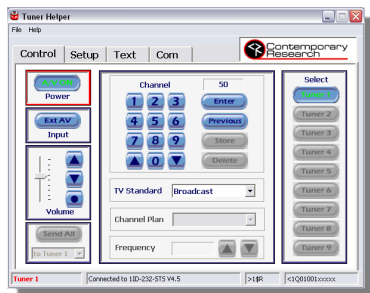 Tuner Helper
File Help
Control Setup Text Com
Contemporary Research
Power
Ext AV
Input
Volume
Send All
to Tuner 1
Channel
50
1 2 3
Enter
4 5 6
Previous
7 8 9
Store
0
Delete
TV Standard
Broadcast
Channel Plan
Frequency
Select
Tuner 1
Tuner 2
Tuner 3
Tuner 4
Tuner 5
Tuner 6
Tuner 7
Tuner 8
Tuner 9
Tuner 1
Connected to 1ID-232-STS V4.5
>1$R
<1Q01001xxxxx